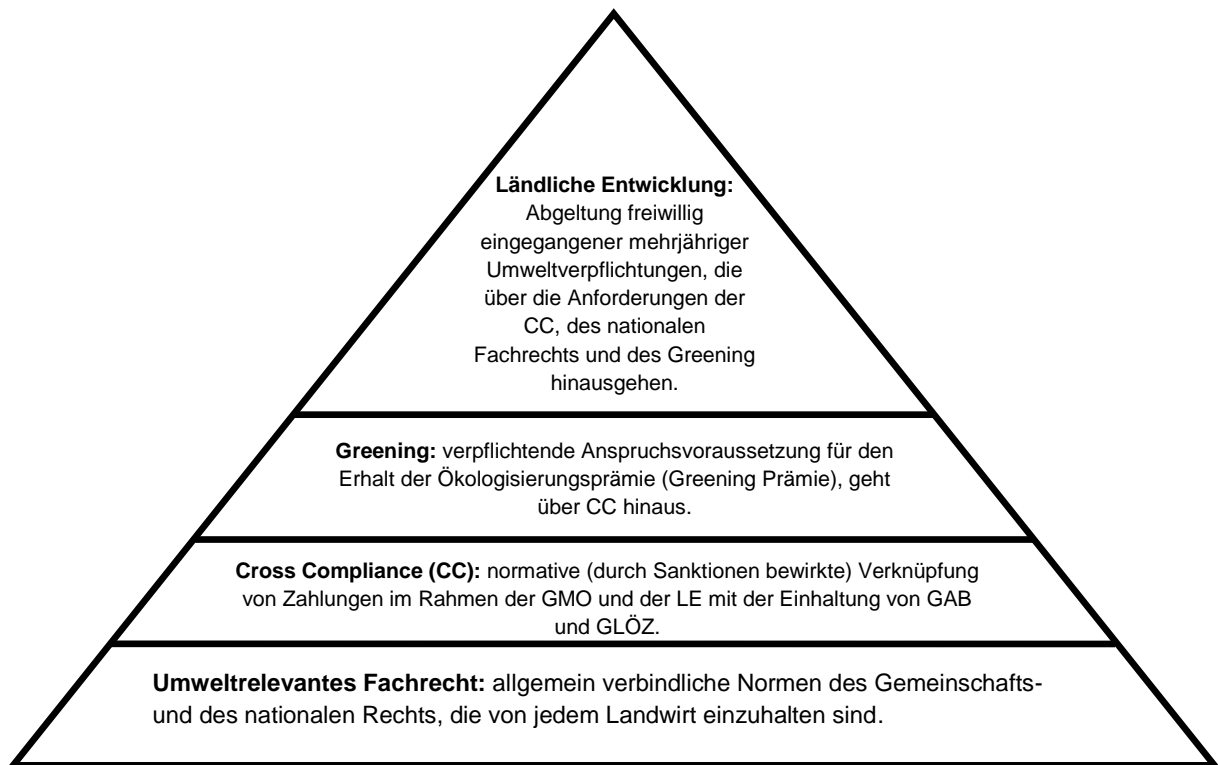 Ländliche Entwicklung:
Abgeltung freiwillig
eingegangener mehrjähriger
Umweltverpflichtungen, die
über die Anforderungen der
CC, des nationalen
Fachrechts und des Greening
hinausgehen.
Greening: verpflichtende Anspruchsvoraussetzung für den
Erhalt der Ökologisierungsprämie (Greening Prämie), geht
über CC hinaus.
Cross Compliance (CC): normative (durch Sanktionen bewirkte) Verknüpfung
von Zahlungen im Rahmen der GMO und der LE mit der Einhaltung von GAB
und GLÖZ.
Umweltrelevantes Fachrecht: allgemein verbindliche Normen des Gemeinschafts-
und des nationalen Rechts, die von jedem Landwirt einzuhalten sind.